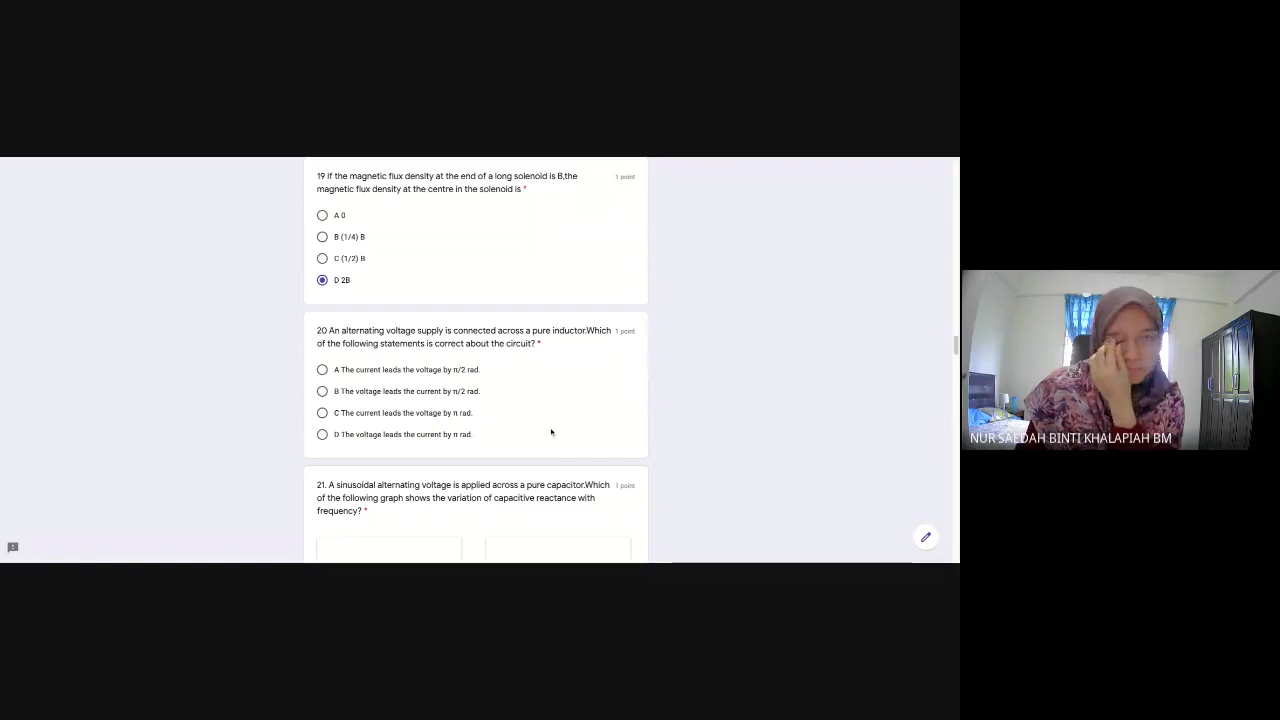 19 If the magnetic flux density at the end of a long solenoid is B,the
1 point
magnetic flux density at the centre in the solenoid is *
A 0
B (1/4) B
C (1/2) B
D 2B
20 An alternating voltage supply is connected across a pure inductor.Which
1 point
of the following statements is correct about the circuit? *
A The current leads the voltage by π/2 rad.
B The voltage leads the current by π/2 rad.
C The current leads the voltage by π rad.
D The voltage leads the current by π rad.
21. A sinusoidal alternating voltage is applied across a pure capacitor.Which
1 point
of the following graph shows the variation of capacitive reactance with
frequency? *
NUR SAEDAH BINTI KHALAPIAH BM